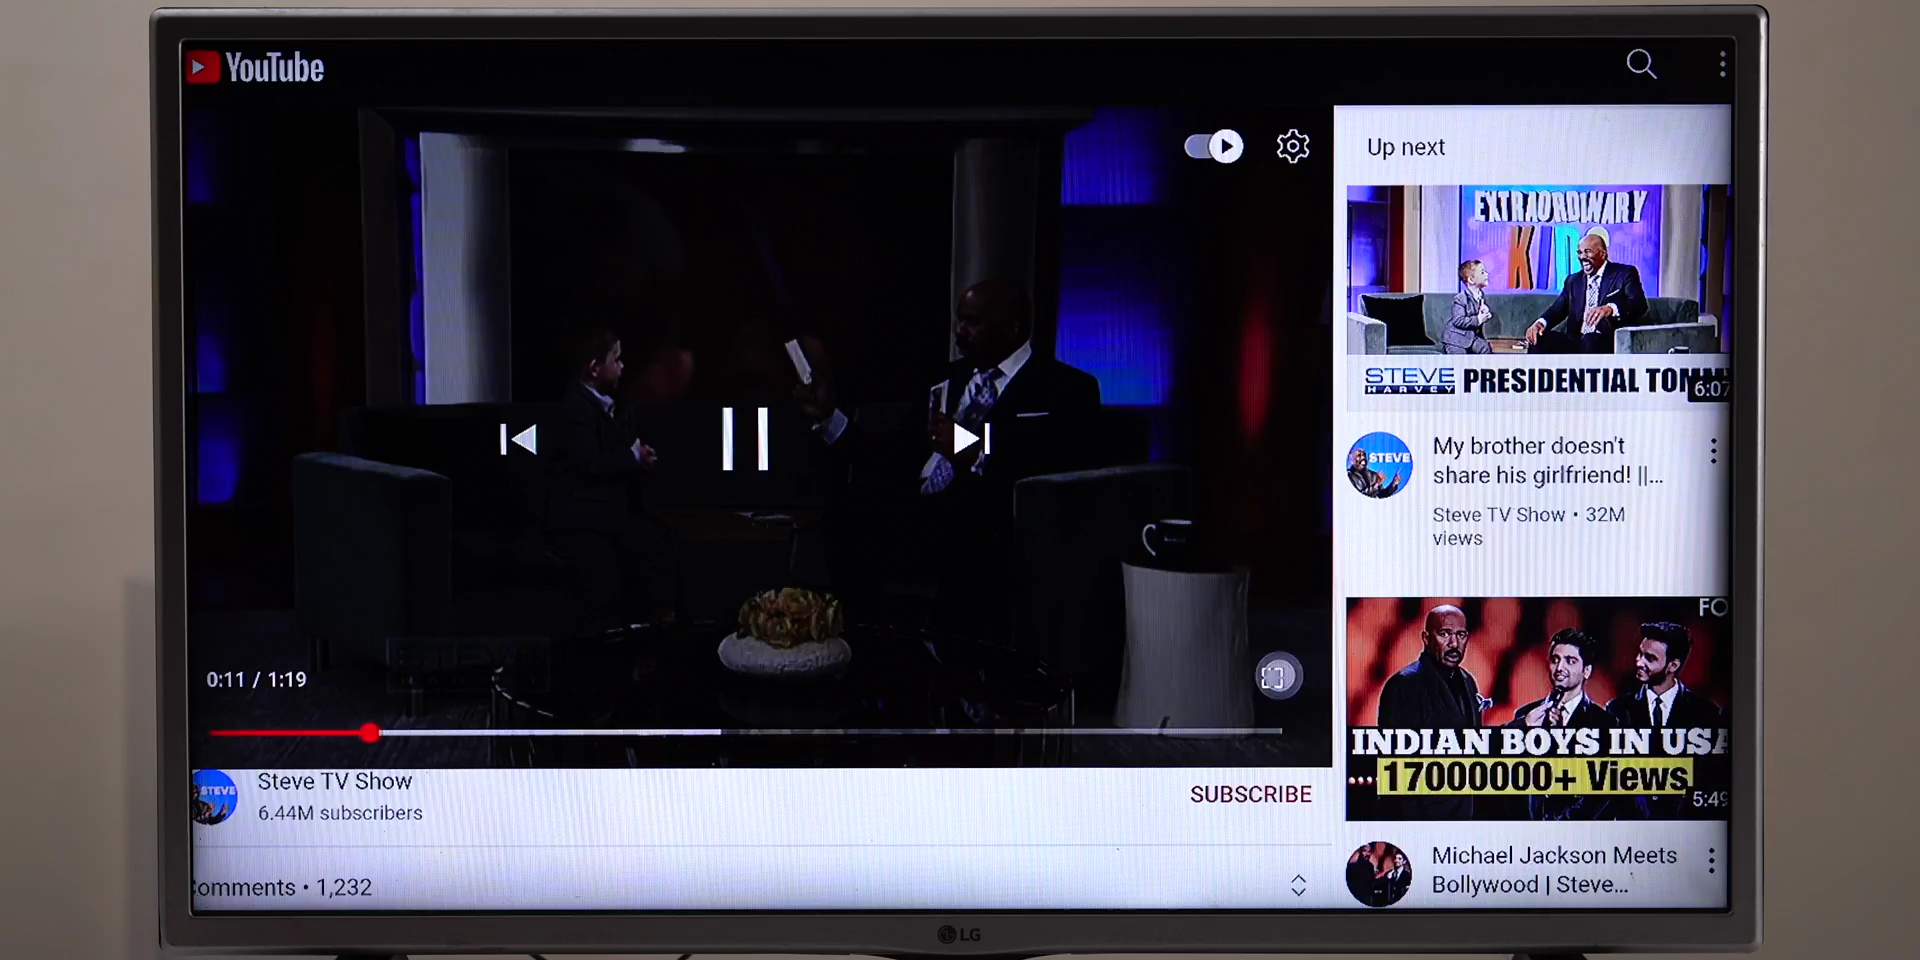 YouTube
Up next
EXTRAORDINARY
KIDS
STEVE
HARVEY
PRESIDENTIAL
6:07
STEVE
My brother doesn't
share his girlfriend! ||...
Steve TV Show • 32M
views
0:11 / 1:19
STEVE
Steve TV Show
6.44M subscribers
SUBSCRIBE
omments • 1,232
FO
INDIAN BOYS IN USA
17000000+ Views
5:49
Michael Jackson Meets
Bollywood | Steve...
LG